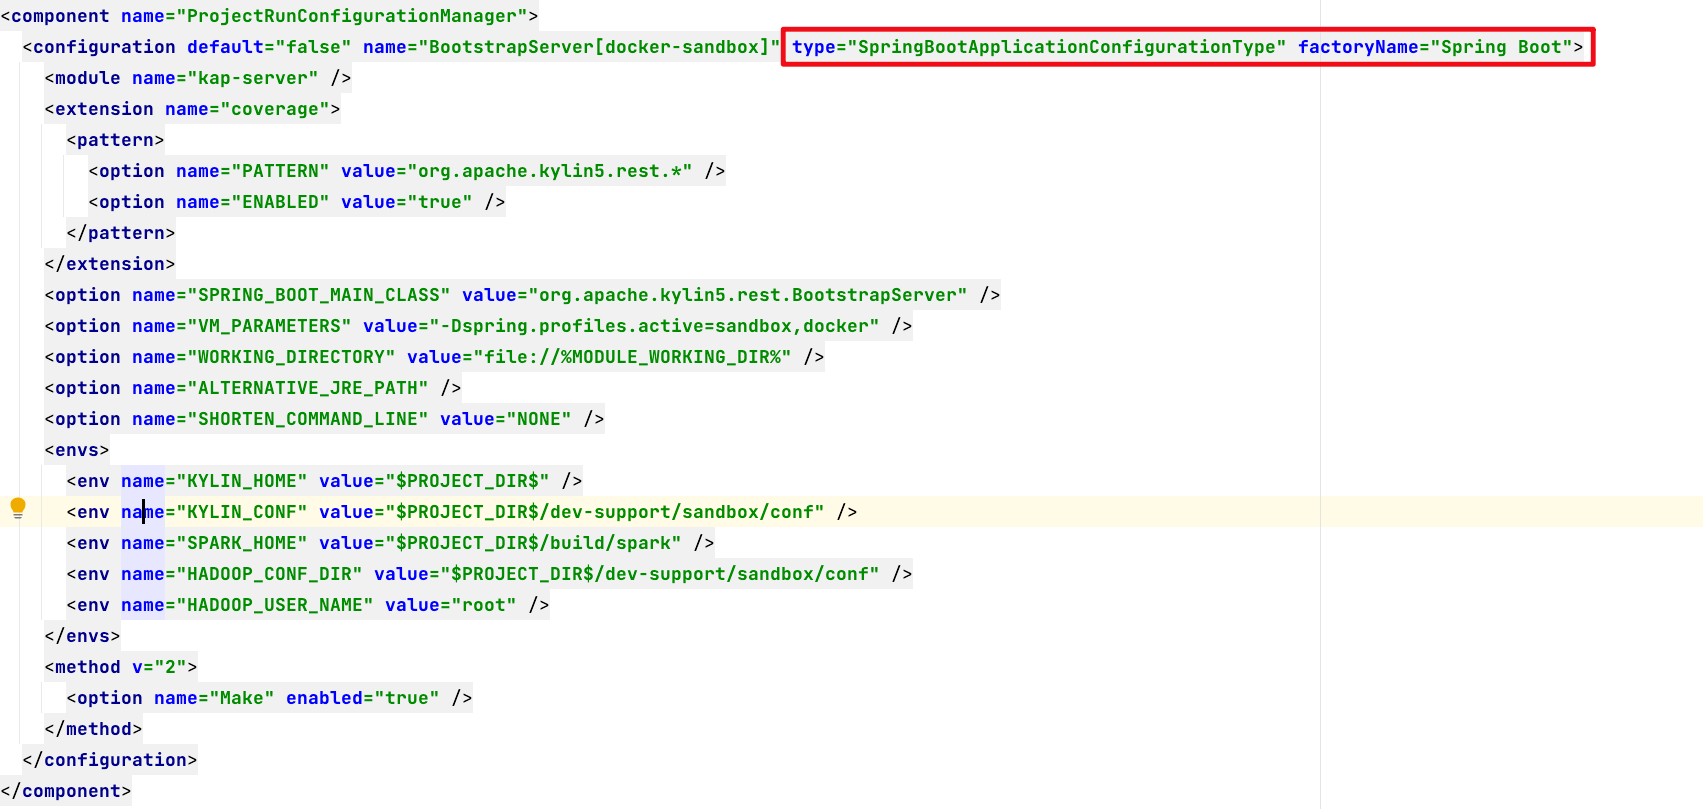 <component name="ProjectRunConfigurationManager">
<configuration default="false" name="BootstrapServer[docker-sandbox]" type="SpringBootApplicationConfigurationType" factoryName="Spring Boot">
<module name="kap-server" />
<extension name="coverage">
<pattern>
<option name="PATTERN" value="org.apache.kylin5.rest.*" />
<option name="ENABLED" value="true" />
</pattern>
</extension>
<option name="SPRING_BOOT_MAIN_CLASS" value="org.apache.kylin5.rest.BootstrapServer" />
<option name="VM_PARAMETERS" value="-Dspring.profiles.active=sandbox,docker" />
<option name="WORKING_DIRECTORY" value="file://%MODULE_WORKING_DIR%" />
<option name="ALTERNATIVE_JRE_PATH" />
<option name="SHORTEN_COMMAND_LINE" value="NONE" />
<envs>
<env name="KYLIN_HOME" value="$PROJECT_DIR$" />
<env name="KYLIN_CONF" value="$PROJECT_DIR$/dev-support/sandbox/conf" />
<env name="SPARK_HOME" value="$PROJECT_DIR$/build/spark" />
<env name="HADOOP_CONF_DIR" value="$PROJECT_DIR$/dev-support/sandbox/conf" />
<env name="HADOOP_USER_NAME" value="root" />
</envs>
<method v="2">
<option name="Make" enabled="true" />
</method>
</configuration>
</component>